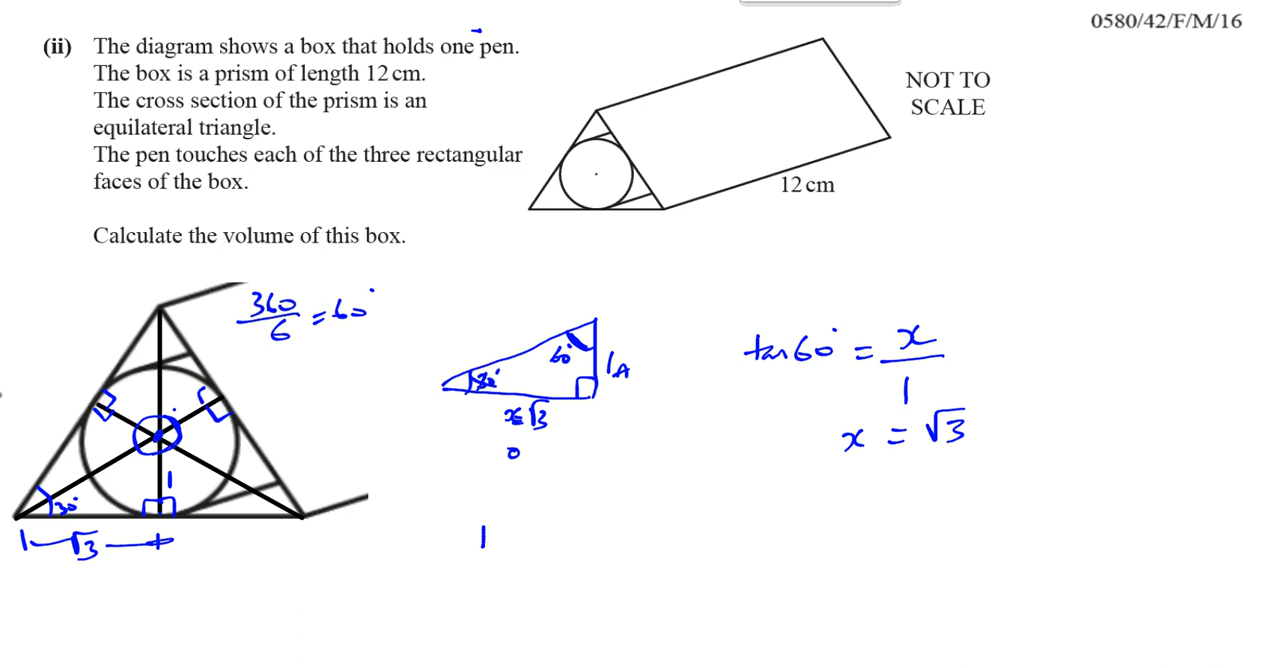 0580/42/F/M/16
(ii) The diagram shows a box that holds one pen.
The box is a prism of length 12 cm.
The cross section of the prism is an
equilateral triangle.
The pen touches each of the three rectangular
faces of the box.
Calculate the volume of this box.
NOT TO
SCALE
12 cm
360/6 = 60°
30°
1
√3
60°
30°
1 A
x = √3
O
tan 60° = x/1
x = √3